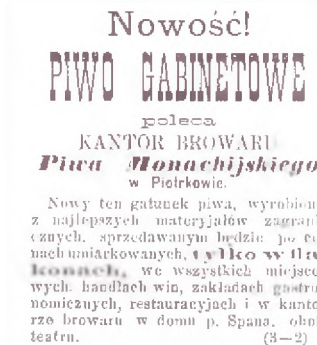 Nowość!
PIWO GABINETOWE
poleca
KANTOR BROWARU
Piwa Monachijskiego
w Piotrkowie.
Nowy ten gatunek piwa, wyrobion
z najlepszych materyjałów zagrani
cznych, sprzedawanym będzie po ce
nach umiarkowanych, tylko w fla
konach, we wszystkich miejsco
wych: handlach win, zakładach gastro
nomicznych, restauracyjach i w kanto
rze browaru w domu p. Spana, obo
teatru. (3—2)